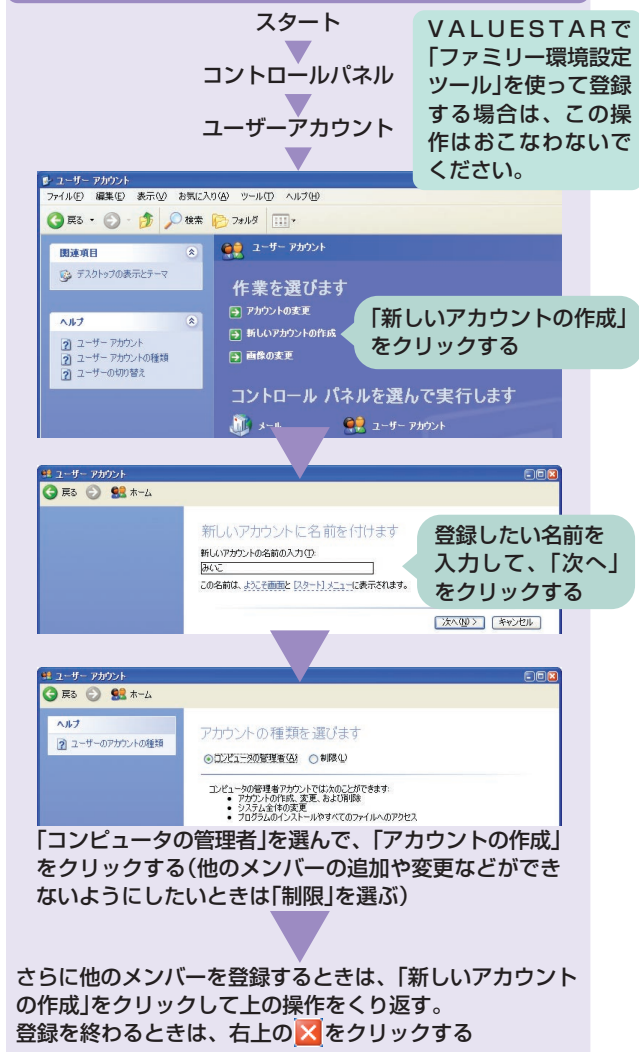 スタート
コントロールパネル
ユーザーアカウント
VALUESTARで
「ファミリー環境設定
ツール」を使って登録
する場合は、この操
作はおこなわないで
ください。
ユーザー アカウント
ファイル(F) 編集(E) 表示(V) お気に入り(A) ツール(T) ヘルプ(H)
戻る 検索 フォルダ
関連項目
デスクトップの表示とテーマ
ヘルプ
ユーザー アカウント
ユーザー アカウントの種類
ユーザーの切り替え
ユーザー アカウント
作業を選びます
アカウントの変更
新しいアカウントの作成
画像の変更
コントロール パネルを選んで実行します
メール ユーザー アカウント
「新しいアカウントの作成」
をクリックする
ユーザー アカウント
戻る ホーム
新しいアカウントに名前を付けます
新しいアカウントの名前の入力(T):
みいこ
この名前は、ようこそ画面と [スタート] メニューに表示されます。
次へ(N) > キャンセル
登録したい名前を
入力して、「次へ」
をクリックする
ユーザー アカウント
戻る ホーム
ヘルプ
ユーザーのアカウントの種類
アカウントの種類を選びます
コンピュータの管理者(A) 制限(L)
コンピュータの管理者アカウントでは次のことができます:
アカウントの作成、変更、および削除
システム全体の変更
プログラムのインストールやすべてのファイルへのアクセス
「コンピュータの管理者」を選んで、「アカウントの作成」
をクリックする(他のメンバーの追加や変更などができ
ないようにしたいときは「制限」を選ぶ)
さらに他のメンバーを登録するときは、「新しいアカウント
の作成」をクリックして上の操作をくり返す。
登録を終わるときは、右上の をクリックする